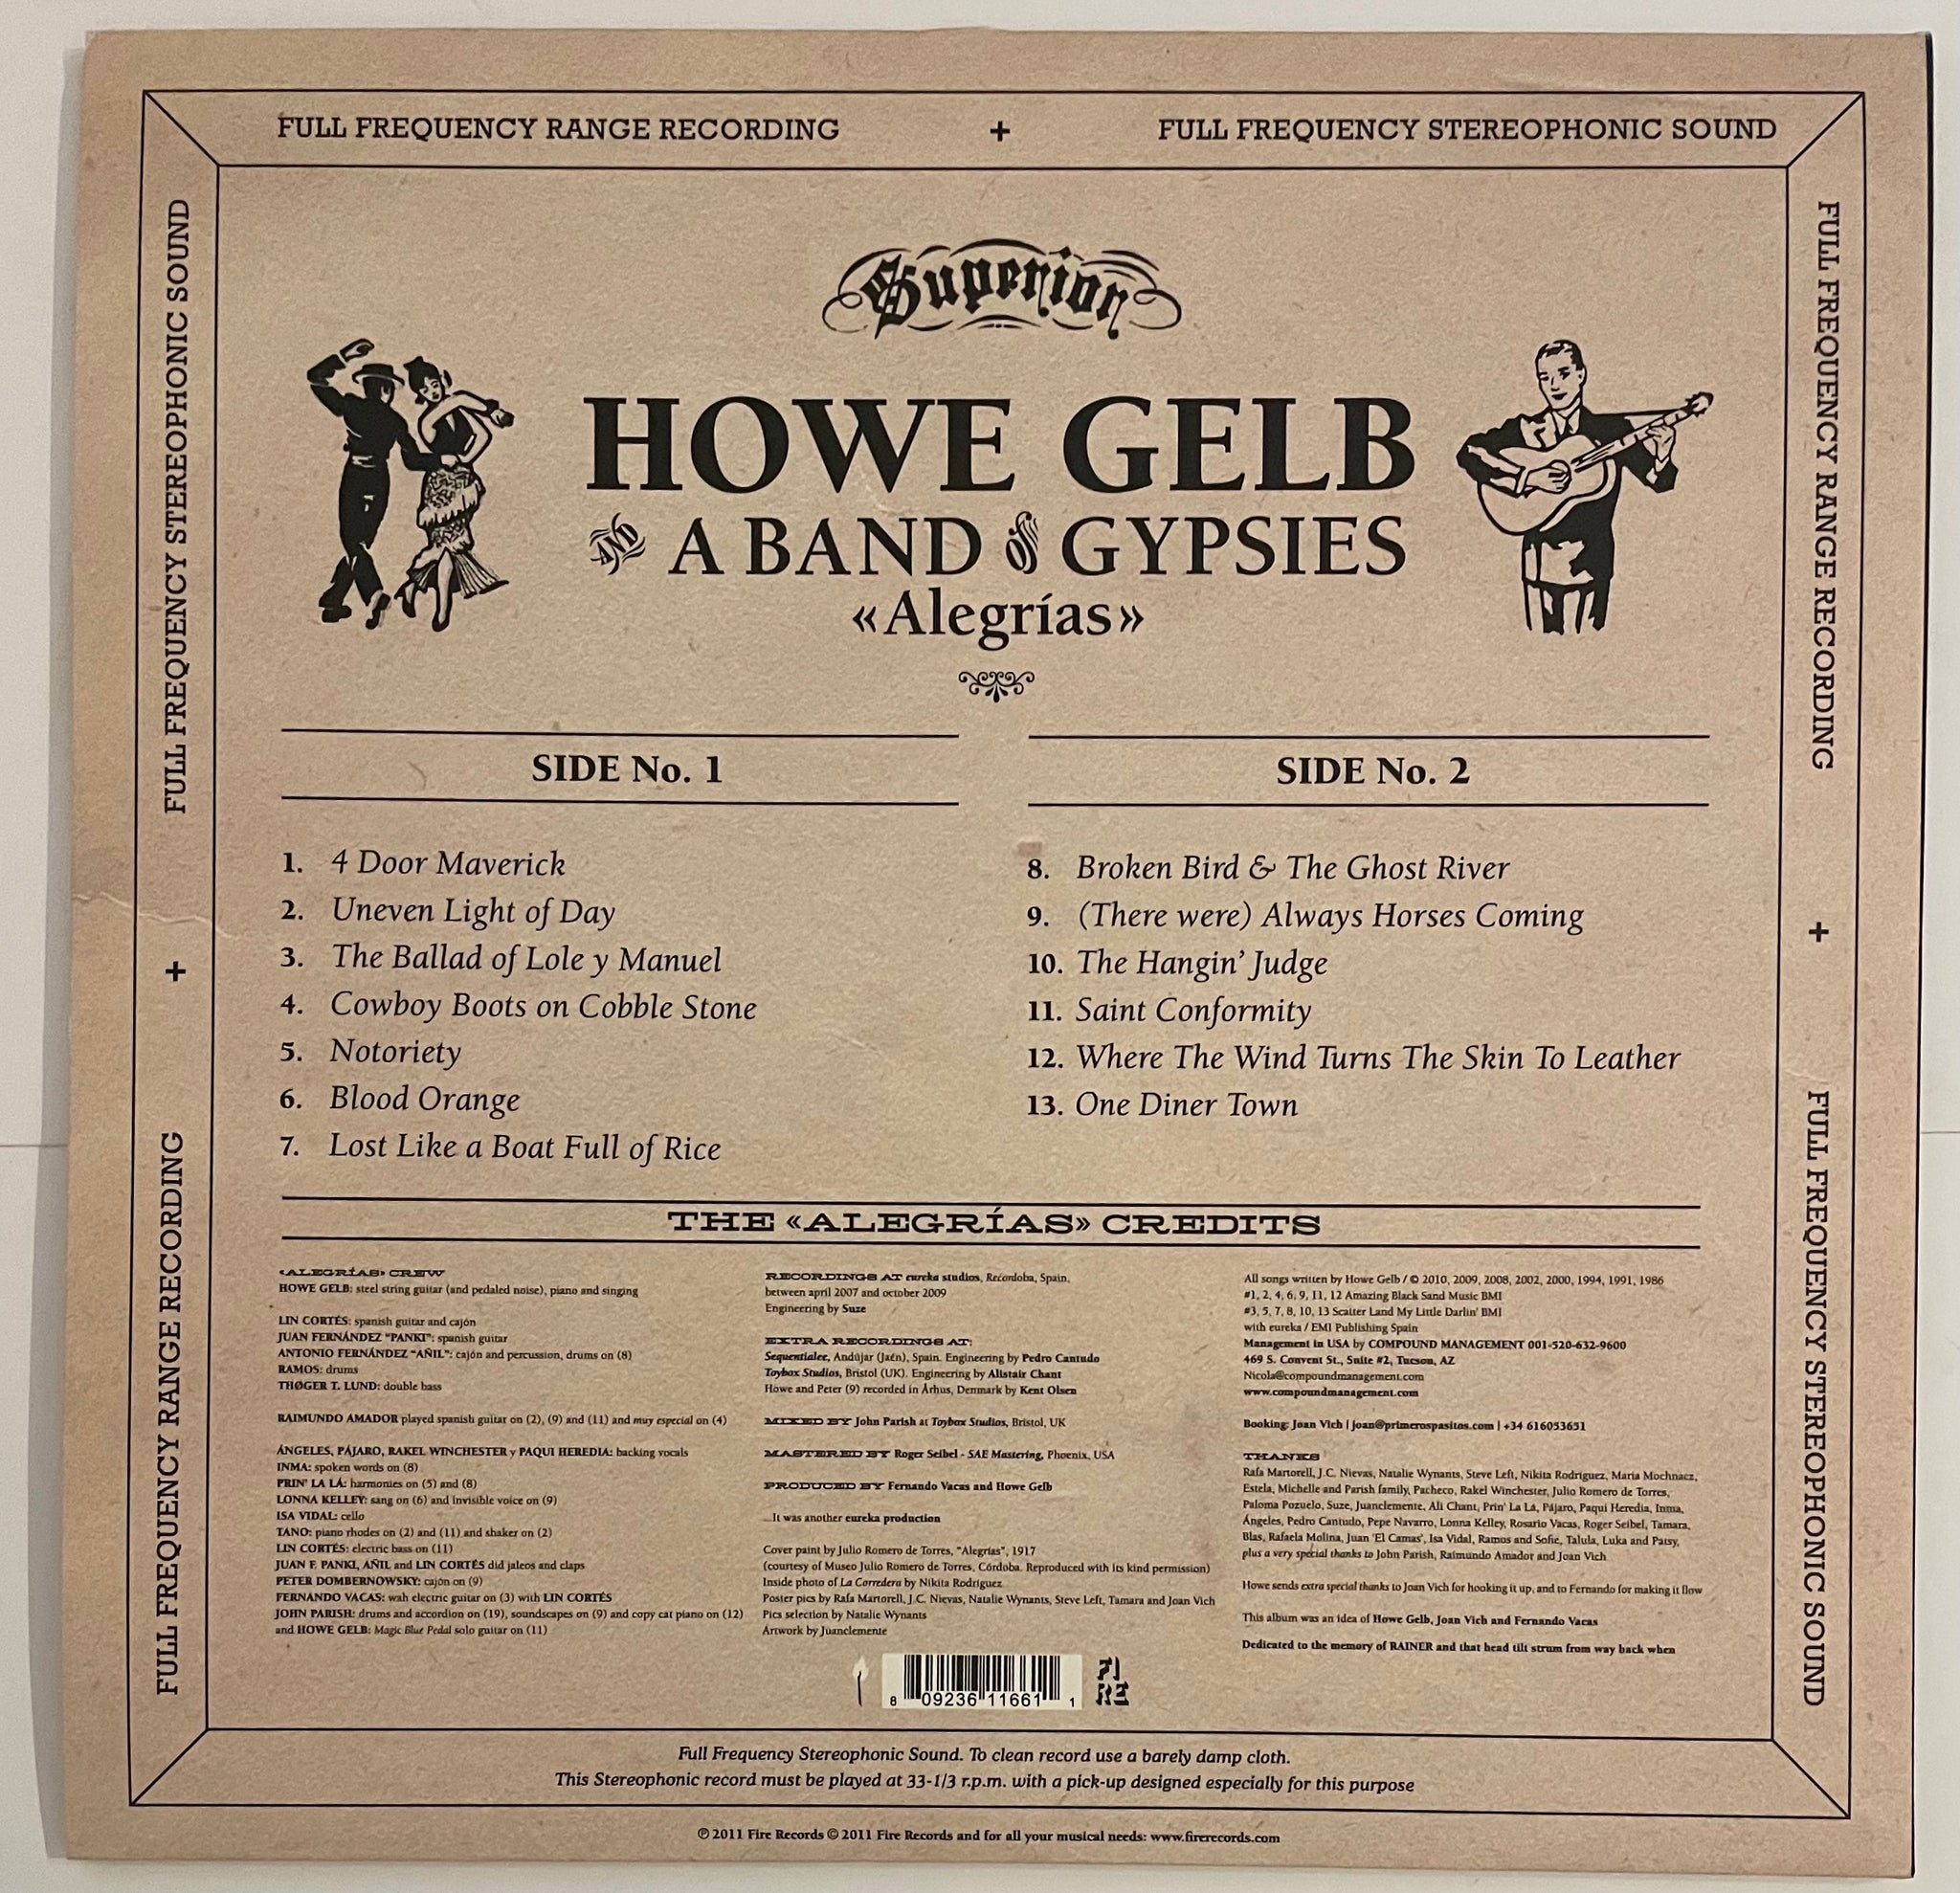 FULL FREQUENCY RANGE RECORDING + FULL FREQUENCY STEREOPHONIC SOUND
FULL FREQUENCY RANGE RECORDING + FULL FREQUENCY STEREOPHONIC SOUND
FULL FREQUENCY RANGE RECORDING + FULL FREQUENCY STEREOPHONIC SOUND
Superior
HOWE GELB
AND A BAND OF GYPSIES
«Alegrías»
SIDE No. 1
1. 4 Door Maverick
2. Uneven Light of Day
3. The Ballad of Lole y Manuel
4. Cowboy Boots on Cobble Stone
5. Notoriety
6. Blood Orange
7. Lost Like a Boat Full of Rice
SIDE No. 2
8. Broken Bird & The Ghost River
9. (There were) Always Horses Coming
10. The Hangin' Judge
11. Saint Conformity
12. Where The Wind Turns The Skin To Leather
13. One Diner Town
THE «ALEGRÍAS» CREDITS
«ALEGRÍAS» CREW
HOWE GELB: steel string guitar (and pedaled noise), piano and singing
LIN CORTÉS: spanish guitar and cajón
JUAN FERNÁNDEZ "PANKI": spanish guitar
ANTONIO FERNÁNDEZ "AÑIL": cajón and percussion, drums on (8)
RAMOS: drums
THØGER T. LUND: double bass
RAIMUNDO AMADOR played spanish guitar on (2), (9) and (11) and muy especial on (4)
ÁNGELES, PÁJARO, RAKEL WINCHESTER y PAQUI HEREDIA: backing vocals
INMA: spoken words on (8)
PRIN' LA LÁ: harmonies on (5) and (8)
LONNA KELLEY: sang on (6) and invisible voice on (9)
ISA VIDAL: cello
TANO: piano rhodes on (2) and (11) and shaker on (2)
LIN CORTÉS: electric bass on (11)
JUAN F. PANKI, AÑIL and LIN CORTÉS did jaleos and claps
PETER DOMBERNOWSKY: cajón on (9)
FERNANDO VACAS: wah electric guitar on (3) with LIN CORTÉS
JOHN PARISH: drums and accordion on (19), soundscapes on (9) and copy cat piano on (12)
and HOWE GELB: Magic Blue Pedal solo guitar on (11)
RECORDINGS AT eureka studios, Recordoba, Spain,
between april 2007 and october 2009
Engineering by Suze
EXTRA RECORDINGS AT:
Sequentialee, Andújar (Jaén), Spain. Engineering by Pedro Cantudo
Toybox Studios, Bristol (UK). Engineering by Alistair Chant
Howe and Peter (9) recorded in Århus, Denmark by Kent Olsen
MIXED BY John Parish at Toybox Studios, Bristol, UK
MASTERED BY Roger Seibel - SAE Mastering, Phoenix, USA
PRODUCED BY Fernando Vacas and Howe Gelb
...It was another eureka production
Cover paint by Julio Romero de Torres, "Alegrías", 1917
(courtesy of Museo Julio Romero de Torres, Córdoba. Reproduced with its kind permission)
Inside photo of La Corredera by Nikita Rodríguez
Poster pics by Rafa Martorell, J.C. Nievas, Natalie Wynants, Steve Left, Tamara and Joan Vich
Pics selection by Natalie Wynants
Artwork by Juanclemente
All songs written by Howe Gelb / © 2010, 2009, 2008, 2002, 2000, 1994, 1991, 1986
#1, 2, 4, 6, 9, 11, 12 Amazing Black Sand Music BMI
#3, 5, 7, 8, 10, 13 Scatter Land My Little Darlin' BMI
with eureka / EMI Publishing Spain
Management in USA by COMPOUND MANAGEMENT 001-520-632-9600
469 S. Convent St., Suite #2, Tucson, AZ
Nicola@compoundmanagement.com
www.compoundmanagement.com
Booking: Joan Vich | joan@primerospasitos.com | +34 616053651
THANKS
Rafa Martorell, J.C. Nievas, Natalie Wynants, Steve Left, Nikita Rodríguez, Maria Mochnacz,
Estela, Michelle and Parish family, Pacheco, Rakel Winchester, Julio Romero de Torres,
Paloma Pozuelo, Suze, Juanclemente, Ali Chant, Prin' La Lá, Pájaro, Paqui Heredia, Inma,
Ángeles, Pedro Cantudo, Pepe Navarro, Lonna Kelley, Rosario Vacas, Roger Seibel, Tamara,
Blas, Rafaela Molina, Juan 'El Camas', Isa Vidal, Ramos and Sofie, Talula, Luka and Patsy,
plus a very special thanks to John Parish, Raimundo Amador and Joan Vich
Howe sends extra special thanks to Joan Vich for hooking it up, and to Fernando for making it flow
This album was an idea of Howe Gelb, Joan Vich and Fernando Vacas
Dedicated to the memory of RAINER and that head tilt strum from way back when
8 09236 11661 1
FIRE
Full Frequency Stereophonic Sound. To clean record use a barely damp cloth.
This Stereophonic record must be played at 33-1/3 r.p.m. with a pick-up designed especially for this purpose
℗ 2011 Fire Records © 2011 Fire Records and for all your musical needs: www.firerecords.com